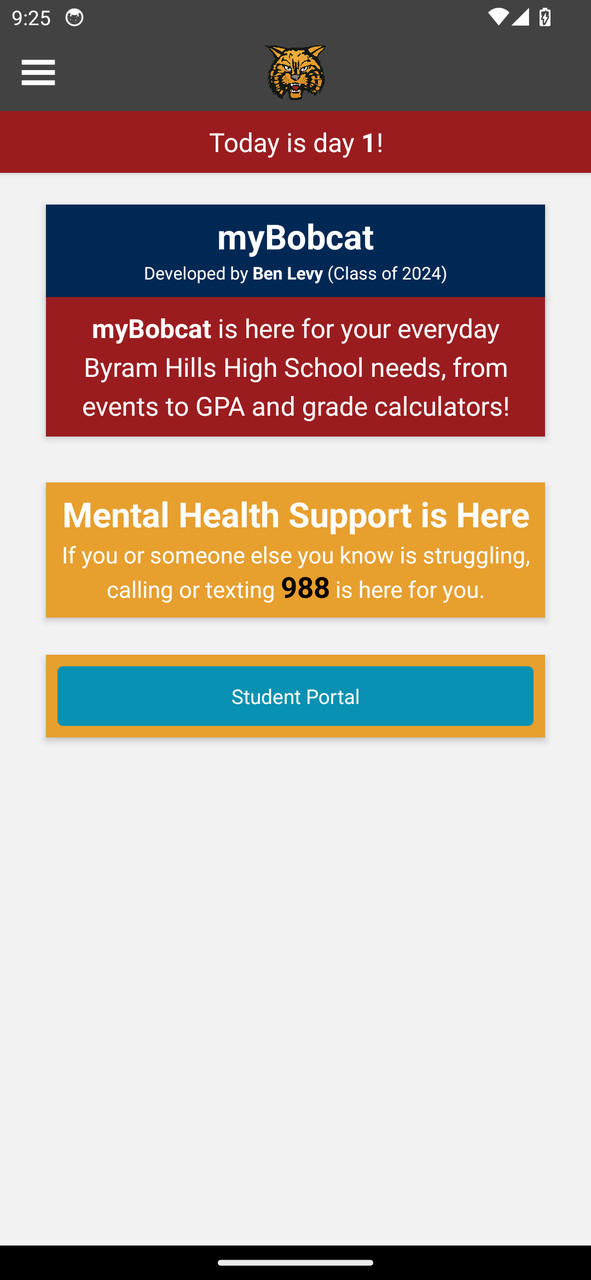 9:25
Today is day 1!
myBobcat
Developed by Ben Levy (Class of 2024)
myBobcat is here for your everyday
Byram Hills High School needs, from
events to GPA and grade calculators!
Mental Health Support is Here
If you or someone else you know is struggling,
calling or texting 988 is here for you.
Student Portal